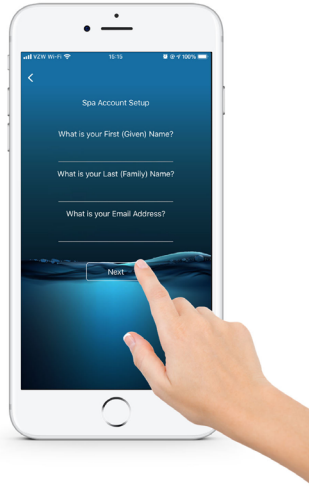 VZW Wi-Fi 15:15 100%
Spa Account Setup
What is your First (Given) Name?
What is your Last (Family) Name?
What is your Email Address?
Next